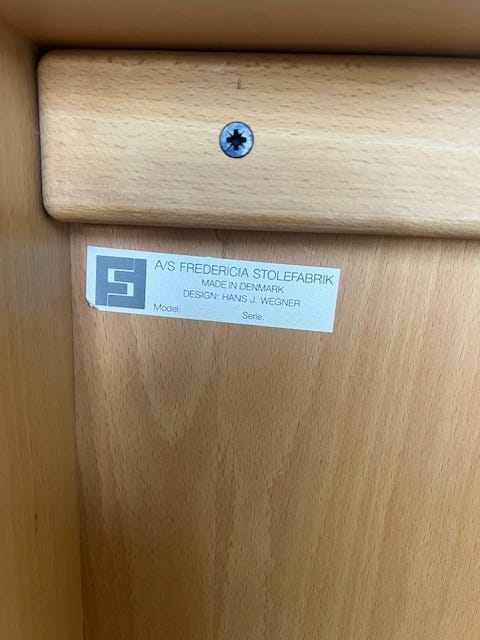 A/S FREDERICIA STOLEFABRIK
MADE IN DENMARK
DESIGN: HANS J. WEGNER
Model: Serie: